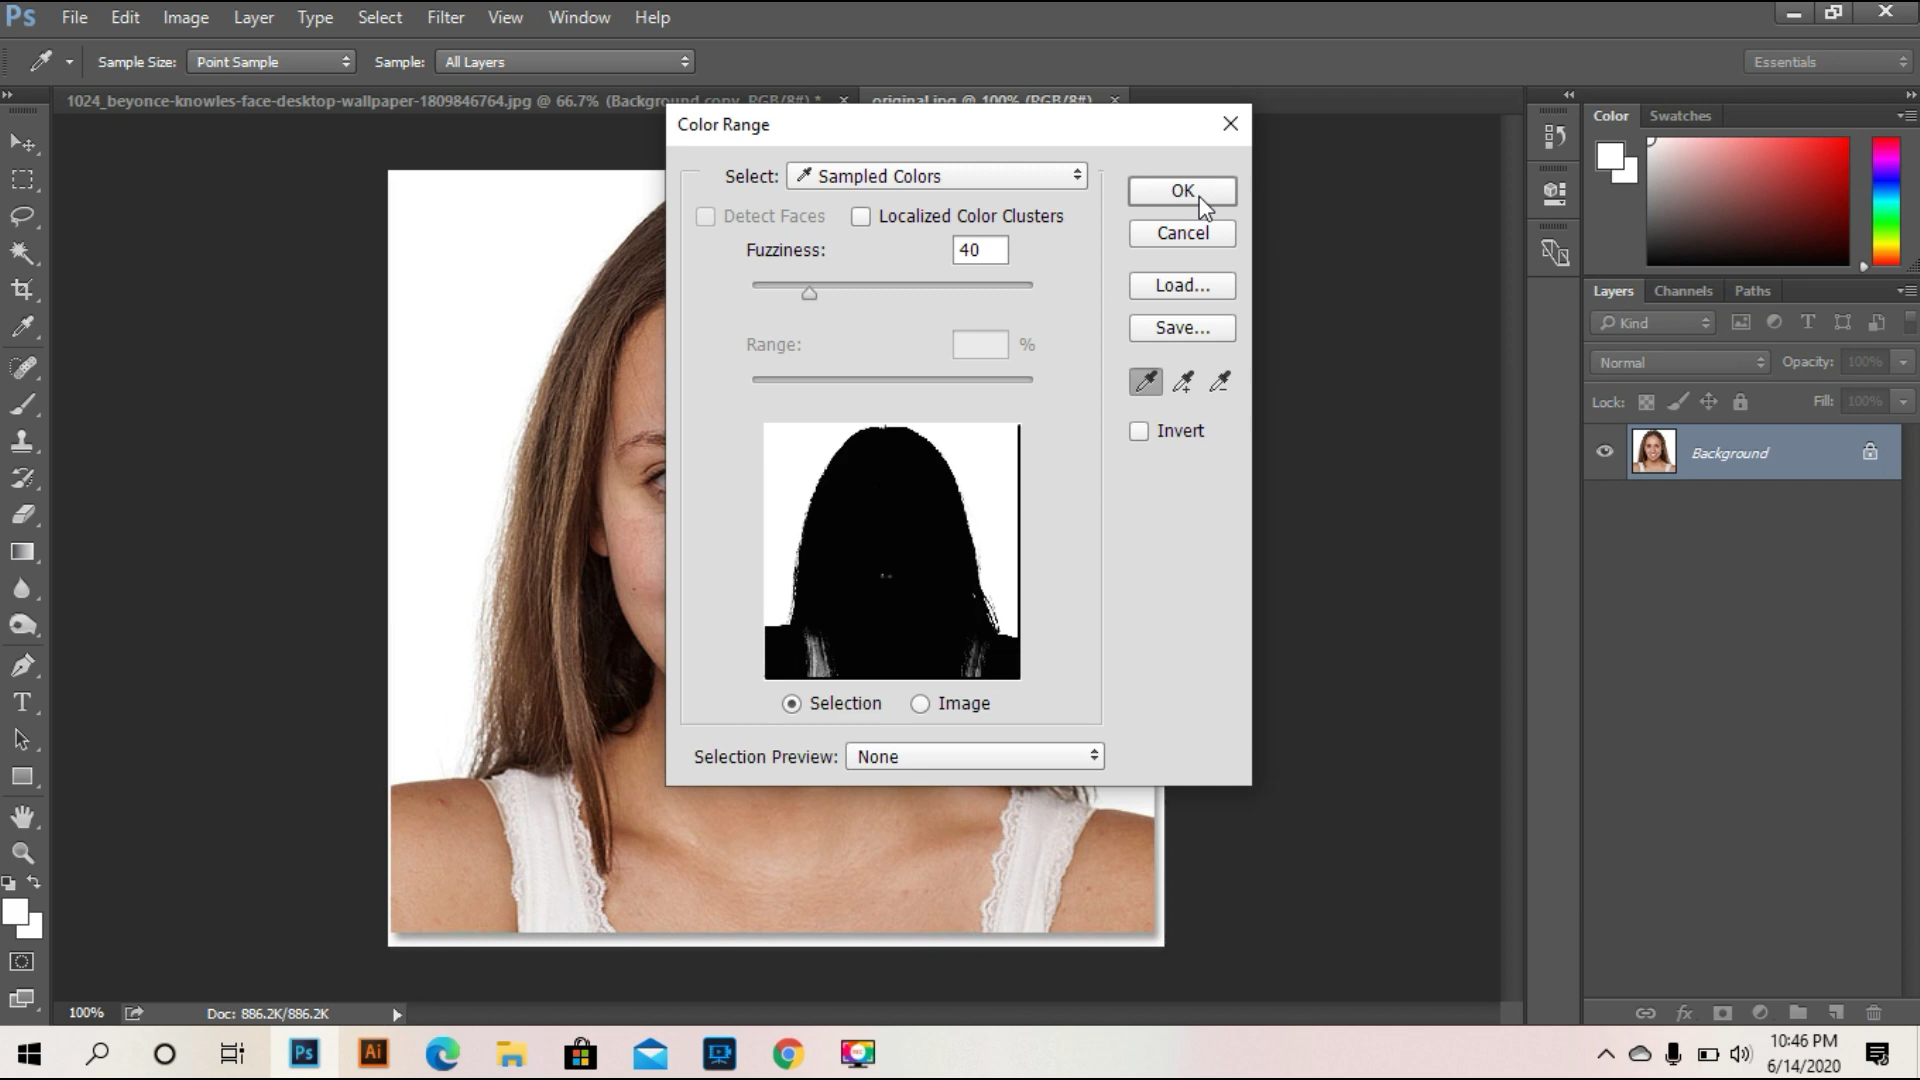 Ps File Edit Image Layer Type Select Filter View Window Help
Sample Size: Point Sample Sample: All Layers Essentials
1024_beyonce-knowles-face-desktop-wallpaper-1809846764.jpg @ 66.7% (Background copy, RGB/8#) * original.jpg @ 100% (RGB/8#)
Color Range
Select: Sampled Colors
Detect Faces Localized Color Clusters
Fuzziness: 40
Range: %
Selection Image
Selection Preview: None
OK
Cancel
Load...
Save...
Invert
Color Swatches
Layers Channels Paths
Kind
Normal Opacity: 100%
Lock: Fill: 100%
Background
100% Doc: 886.2K/886.2K
Ps Ai
10:46 PM
6/14/2020